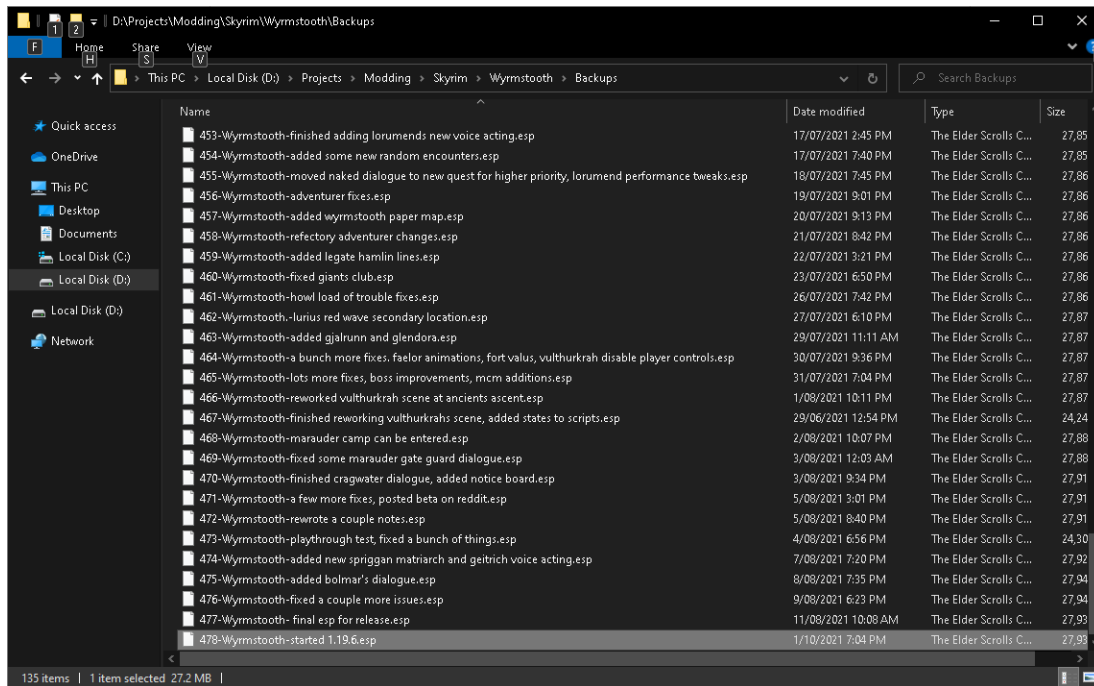 1 2 D:\Projects\Modding\Skyrim\Wyrmstooth\Backups
F Home Share View
H S V
This PC > Local Disk (D:) > Projects > Modding > Skyrim > Wyrmstooth > Backups Search Backups
Name Date modified Type Size
Quick access
OneDrive
This PC
Desktop
Documents
Local Disk (C:)
Local Disk (D:)
Local Disk (D:)
Network
453-Wyrmstooth-finished adding lorumends new voice acting.esp 17/07/2021 2:45 PM The Elder Scrolls C... 27,85
454-Wyrmstooth-added some new random encounters.esp 17/07/2021 7:40 PM The Elder Scrolls C... 27,85
455-Wyrmstooth-moved naked dialogue to new quest for higher priority, lorumend performance tweaks.esp 18/07/2021 7:45 PM The Elder Scrolls C... 27,86
456-Wyrmstooth-adventurer fixes.esp 19/07/2021 9:01 PM The Elder Scrolls C... 27,86
457-Wyrmstooth-added wyrmstooth paper map.esp 20/07/2021 9:13 PM The Elder Scrolls C... 27,86
458-Wyrmstooth-refectory adventurer changes.esp 21/07/2021 8:42 PM The Elder Scrolls C... 27,86
459-Wyrmstooth-added legate hamlin lines.esp 22/07/2021 3:21 PM The Elder Scrolls C... 27,86
460-Wyrmstooth-fixed giants club.esp 23/07/2021 6:50 PM The Elder Scrolls C... 27,86
461-Wyrmstooth-howl load of trouble fixes.esp 26/07/2021 7:42 PM The Elder Scrolls C... 27,86
462-Wyrmstooth.-lurius red wave secondary location.esp 27/07/2021 6:10 PM The Elder Scrolls C... 27,87
463-Wyrmstooth-added gjalrunn and glendora.esp 29/07/2021 11:11 AM The Elder Scrolls C... 27,87
464-Wyrmstooth-a bunch more fixes. faelor animations, fort valus, vulthurkrah disable player controls.esp 30/07/2021 9:36 PM The Elder Scrolls C... 27,87
465-Wyrmstooth-lots more fixes, boss improvements, mcm additions.esp 31/07/2021 7:04 PM The Elder Scrolls C... 27,87
466-Wyrmstooth-reworked vulthurkrah scene at ancients ascent.esp 1/08/2021 10:11 PM The Elder Scrolls C... 27,87
467-Wyrmstooth-finished reworking vulthurkrahs scene, added states to scripts.esp 29/06/2021 12:54 PM The Elder Scrolls C... 24,24
468-Wyrmstooth-marauder camp can be entered.esp 2/08/2021 10:07 PM The Elder Scrolls C... 27,88
469-Wyrmstooth-fixed some marauder gate guard dialogue.esp 3/08/2021 12:03 AM The Elder Scrolls C... 27,88
470-Wyrmstooth-finished cragwater dialogue, added notice board.esp 3/08/2021 9:34 PM The Elder Scrolls C... 27,91
471-Wyrmstooth-a few more fixes, posted beta on reddit.esp 5/08/2021 3:01 PM The Elder Scrolls C... 27,91
472-Wyrmstooth-rewrote a couple notes.esp 5/08/2021 8:40 PM The Elder Scrolls C... 27,91
473-Wyrmstooth-playthrough test, fixed a bunch of things.esp 4/08/2021 6:56 PM The Elder Scrolls C... 24,30
474-Wyrmstooth-added new spriggan matriarch and geitrich voice acting.esp 7/08/2021 7:20 PM The Elder Scrolls C... 27,92
475-Wyrmstooth-added bolmar's dialogue.esp 8/08/2021 7:35 PM The Elder Scrolls C... 27,94
476-Wyrmstooth-fixed a couple more issues.esp 9/08/2021 6:23 PM The Elder Scrolls C... 27,94
477-Wyrmstooth- final esp for release.esp 11/08/2021 10:08 AM The Elder Scrolls C... 27,93
478-Wyrmstooth-started 1.19.6.esp 1/10/2021 7:04 PM The Elder Scrolls C... 27,93
135 items 1 item selected 27.2 MB